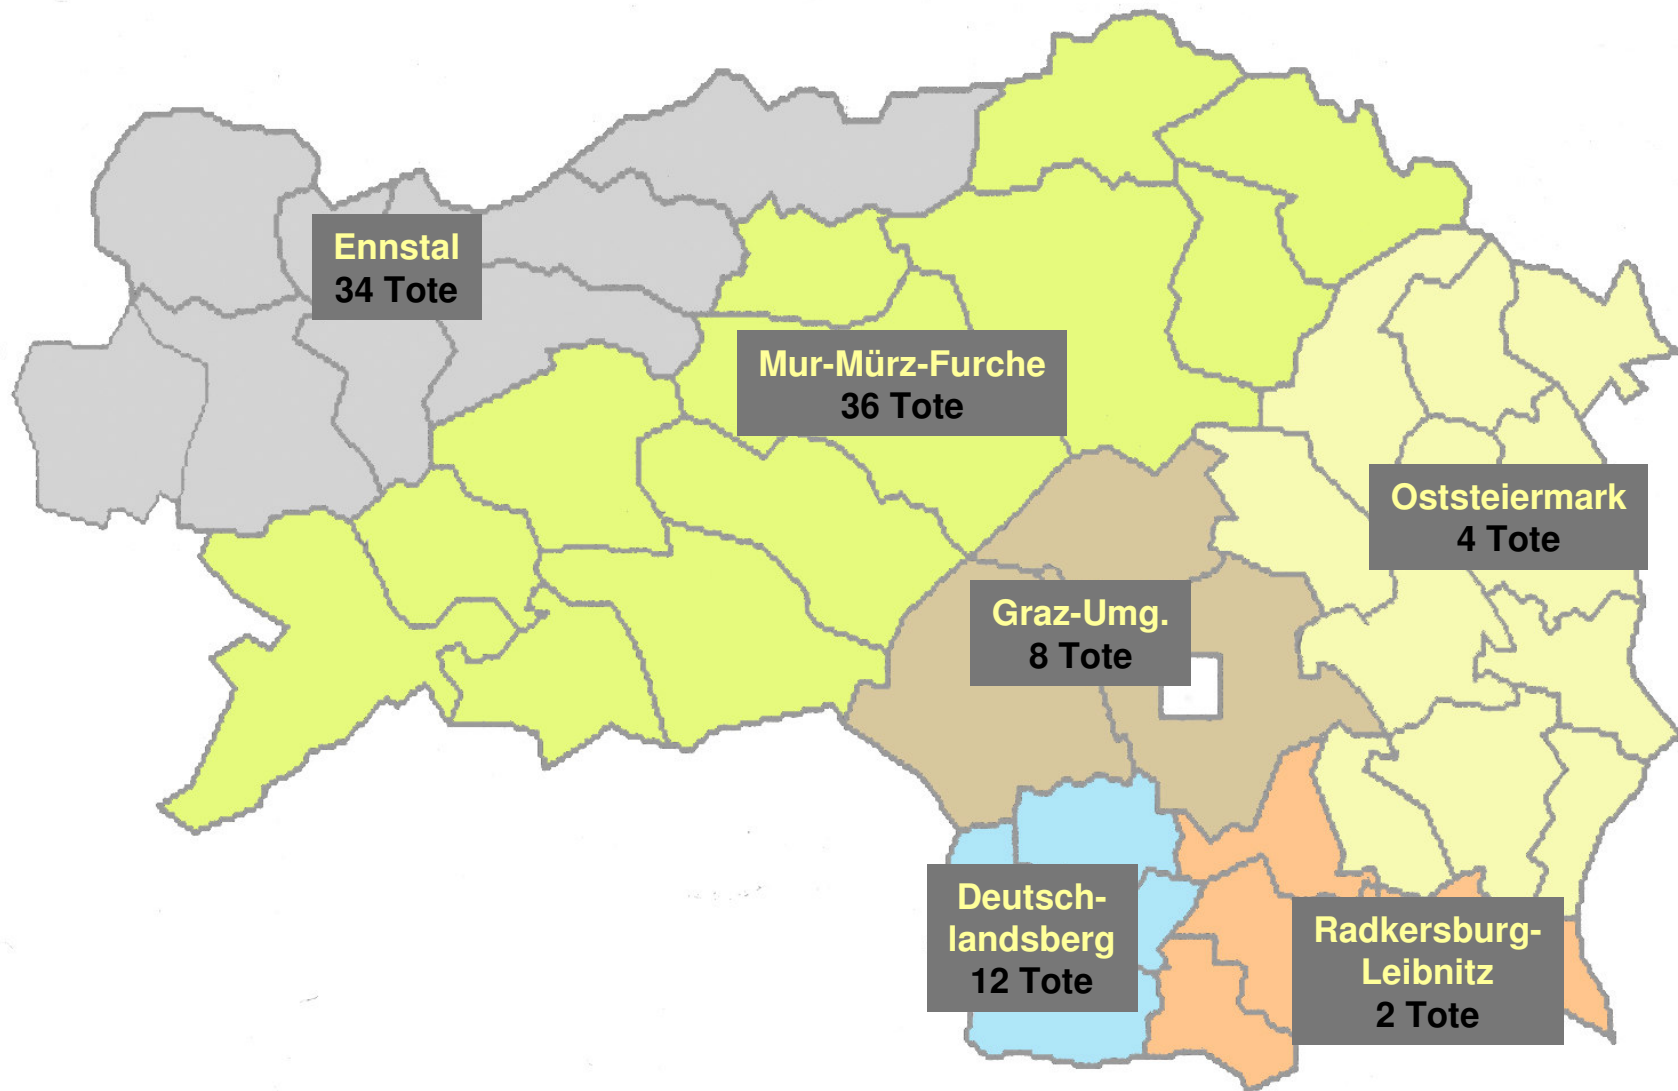 Ennstal
34 Tote
Mur-Mürz-Furche
36 Tote
Oststeiermark
4 Tote
Graz-Umg.
8 Tote
Deutsch-
landsberg
12 Tote
Radkersburg-
Leibnitz
2 Tote